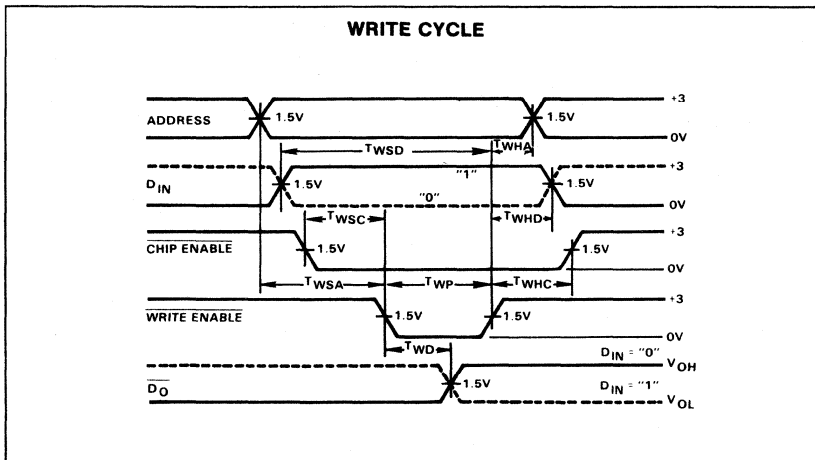 WRITE CYCLE
ADDRESS
1.5V
1.5V
+3
0V
TWSD
TWHA
DIN
1.5V
"1"
"0"
1.5V
+3
0V
TWSC
TWHD
CHIP ENABLE
1.5V
1.5V
+3
0V
TWSA
TWP
TWHC
WRITE ENABLE
1.5V
1.5V
+3
0V
TWD
DIN = "0"
DO
1.5V
VOH
DIN = "1"
VOL